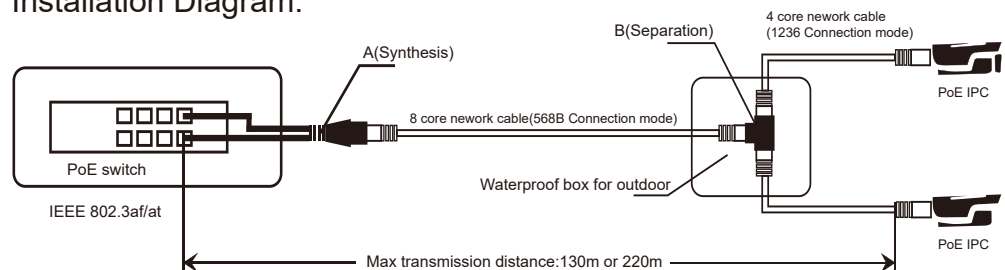 Installation Diagram:
4 core nework cable
(1236 Connection mode)
B(Separation)
A(Synthesis)
PoE IPC
8 core nework cable(568B Connection mode)
PoE switch
Waterproof box for outdoor
IEEE 802.3af/at
PoE IPC
Max transmission distance:130m or 220m